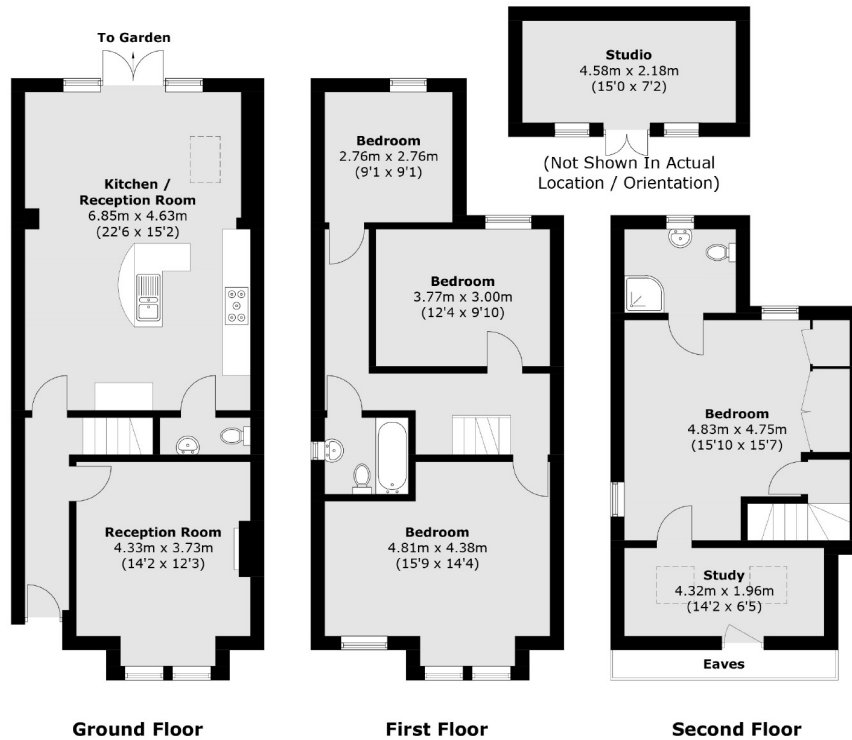 To Garden
Kitchen /
Reception Room
6.85m x 4.63m
(22'6 x 15'2)
Reception Room
4.33m x 3.73m
(14'2 x 12'3)
Ground Floor
Bedroom
2.76m x 2.76m
(9'1 x 9'1)
Bedroom
3.77m x 3.00m
(12'4 x 9'10)
Bedroom
4.81m x 4.38m
(15'9 x 14'4)
First Floor
Studio
4.58m x 2.18m
(15'0 x 7'2)
(Not Shown In Actual
Location / Orientation)
Bedroom
4.83m x 4.75m
(15'10 x 15'7)
Study
4.32m x 1.96m
(14'2 x 6'5)
Eaves
Second Floor